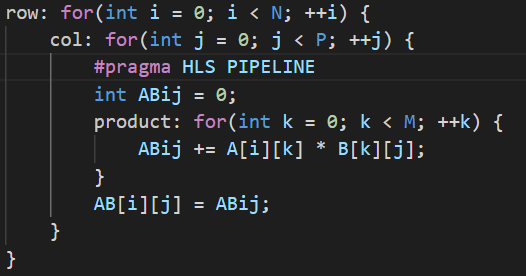 row: for(int i = 0; i < N; ++i) {
    col: for(int j = 0; j < P; ++j) {
        #pragma HLS PIPELINE
        int ABij = 0;
        product: for(int k = 0; k < M; ++k) {
            ABij += A[i][k] * B[k][j];
        }
        AB[i][j] = ABij;
    }
}